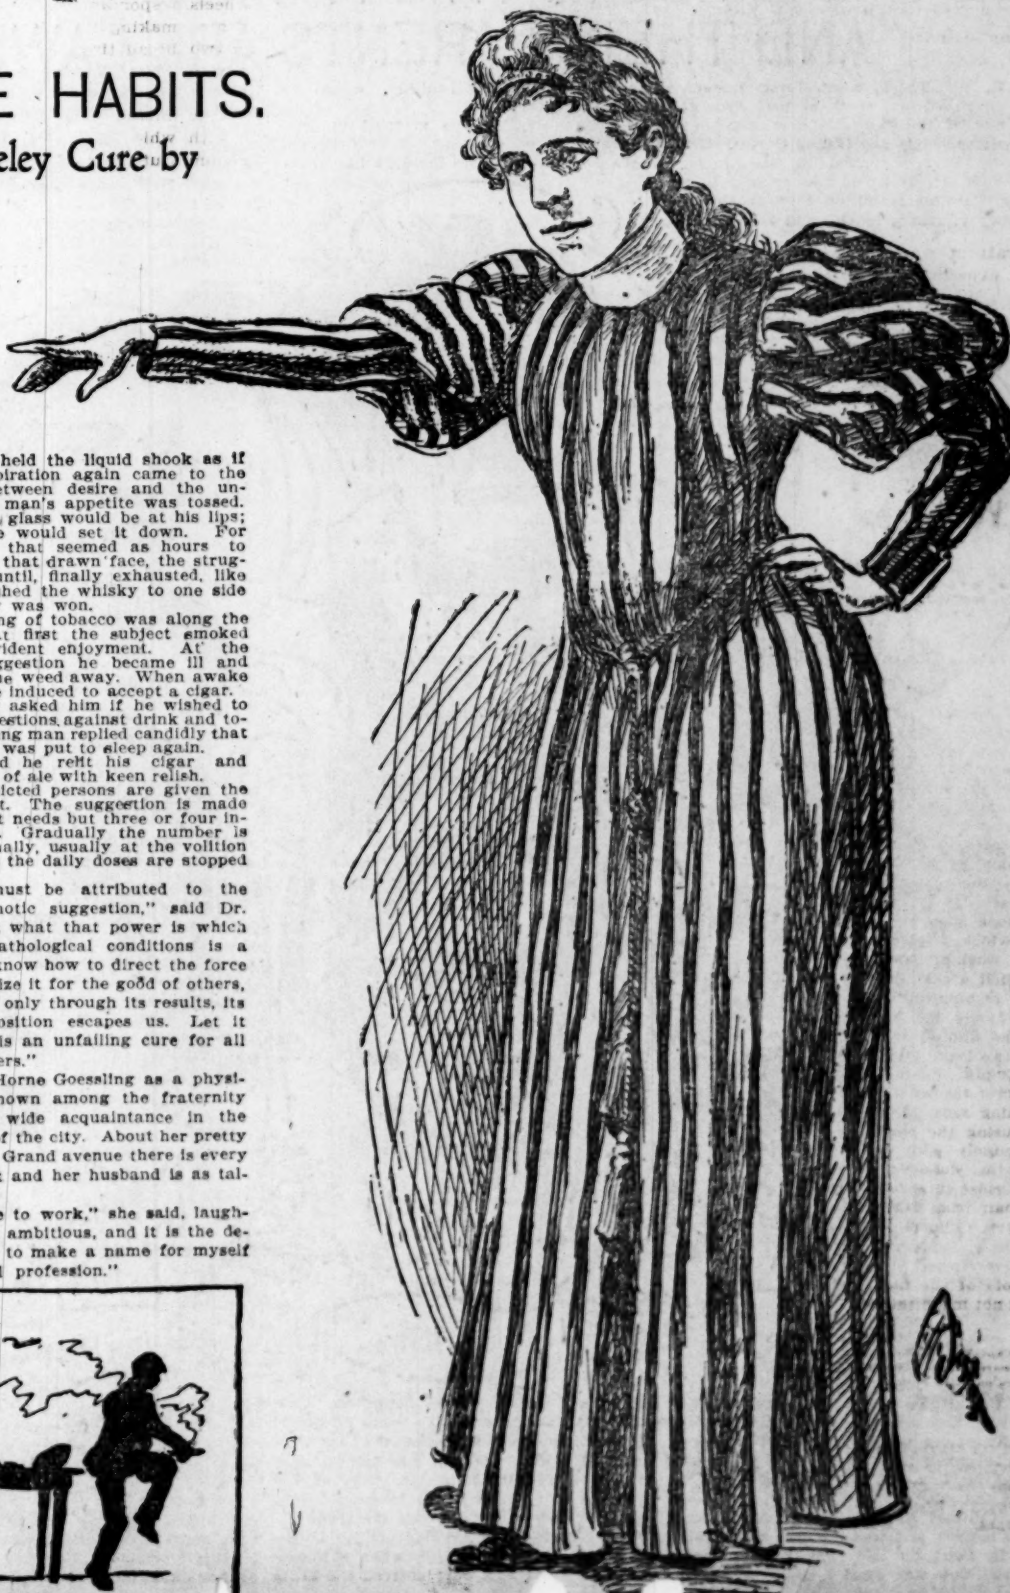 E HABITS.
eley Cure by
held the liquid shook as if
piration again came to the
etween desire and the un-
man's appetite was tossed.
glass would be at his lips;
e would set it down. For
that seemed as hours to
that drawn face, the strug-
until, finally exhausted, like
hed the whisky to one side
was won.
ng of tobacco was along the
t first the subject smoked
ident enjoyment. At the
ggestion he became ill and
e weed away. When awake
e induced to accept a cigar.
asked him if he wished to
estions, against drink and to-
ng man replied candidly that
was put to sleep again.
d he relit his cigar and
of ale with keen relish.
icted persons are given the
t. The suggestion is made
t needs but three or four in-
. Gradually the number is
nally, usually at the volition
the daily doses are stopped
must be attributed to the
notic suggestion," said Dr.
what that power is which
athological conditions is a
know how to direct the force
ize it for the good of others,
only through its results, its
osition escapes us. Let it
is an unfailing cure for all
ers."
Horne Goessling as a physi-
nown among the fraternity
wide acquaintance in the
f the city. About her pretty
Grand avenue there is every
t and her husband is as tal-
e to work," she said, laugh-
ambitious, and it is the de-
to make a name for myself
l profession."